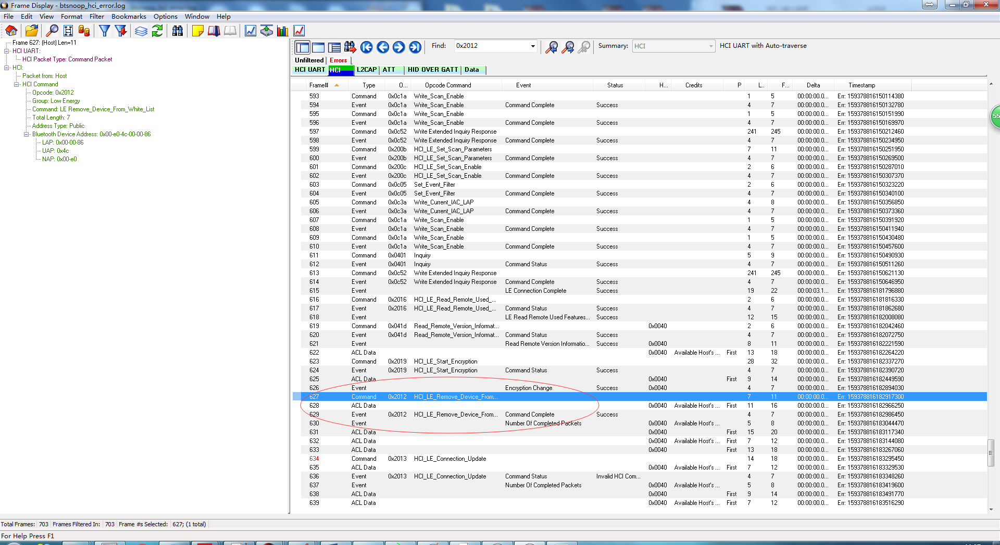 Frame Display - btsnoop_hci_error.log
File Edit View Format Filter Bookmarks Options Window Help
Frame 627: (Host) Len=11
HCI UART:
HCI Packet Type: Command Packet
HCI:
Packet from: Host
HCI Command
Opcode: 0x2012
Group: Low Energy
Command: LE Remove_Device_From_White_List
Total Length: 7
Address Type: Public
Bluetooth Device Address: 0x00-e0-4c-00-00-86
LAP: 0x00-00-86
UAP: 0x4c
NAP: 0x00-e0
Find: 0x2012 Summary: HCI HCI UART with Auto-traverse
Unfiltered Errors
HCI UART HCI L2CAP ATT HID OVER GATT Data
Frame# Type O... Opcode Command Event Status H... Credits P L... F... Delta Timestamp
593 Command 0x0c1a Write_Scan_Enable 1 5 00:00:00.0... Err: 159378816150114380
594 Event 0x0c1a Write_Scan_Enable Command Complete Success 4 7 00:00:00.0... Err: 159378816150132780
595 Command 0x0c1a Write_Scan_Enable 1 5 00:00:00.0... Err: 159378816150151990
596 Event 0x0c1a Write_Scan_Enable Command Complete Success 4 7 00:00:00.0... Err: 159378816150169970
597 Command 0x0c52 Write Extended Inquiry Response 241 245 00:00:00.0... Err: 159378816150212460
598 Event 0x0c52 Write Extended Inquiry Response Command Complete Success 4 7 00:00:00.0... Err: 159378816150234950
599 Command 0x200b HCI_LE_Set_Scan_Parameters 7 11 00:00:00.0... Err: 159378816150251950
600 Event 0x200b HCI_LE_Set_Scan_Parameters Command Complete Success 4 7 00:00:00.0... Err: 159378816150269500
601 Command 0x200c HCI_LE_Set_Scan_Enable 2 6 00:00:00.0... Err: 159378816150287010
602 Event 0x200c HCI_LE_Set_Scan_Enable Command Complete Success 4 7 00:00:00.0... Err: 159378816150307370
603 Command 0x0c05 Set_Event_Filter 2 6 00:00:00.0... Err: 159378816150323220
604 Event 0x0c05 Set_Event_Filter Command Complete Success 4 7 00:00:00.0... Err: 159378816150340100
605 Command 0x0c3a Write_Current_IAC_LAP 4 8 00:00:00.0... Err: 159378816150356850
606 Event 0x0c3a Write_Current_IAC_LAP Command Complete Success 4 7 00:00:00.0... Err: 159378816150373360
607 Command 0x0c1a Write_Scan_Enable 1 5 00:00:00.0... Err: 159378816150391920
608 Event 0x0c1a Write_Scan_Enable Command Complete Success 4 7 00:00:00.0... Err: 159378816150411940
609 Command 0x0c1a Write_Scan_Enable 1 5 00:00:00.0... Err: 159378816150430480
610 Event 0x0c1a Write_Scan_Enable Command Complete Success 4 7 00:00:00.0... Err: 159378816150457600
611 Command 0x0401 Inquiry 5 9 00:00:00.0... Err: 159378816150490930
612 Event 0x0401 Inquiry Command Status Success 4 7 00:00:00.0... Err: 159378816150511260
613 Command 0x0c52 Write Extended Inquiry Response 241 245 00:00:00.0... Err: 159378816150621130
614 Event 0x0c52 Write Extended Inquiry Response Command Complete Success 4 7 00:00:00.0... Err: 159378816150646950
615 Event LE Connection Complete Success 19 22 00:00:03.1... Err: 159378816181796880
616 Command 0x2016 HCI_LE_Read_Remote_Used_... 2 6 00:00:00.0... Err: 159378816181816330
617 Event 0x2016 HCI_LE_Read_Remote_Used_... Command Status Success 4 7 00:00:00.0... Err: 159378816181862680
618 Event LE Read Remote Used Features... Success 12 15 00:00:00.0... Err: 159378816182008080
619 Command 0x041d Read_Remote_Version_Informat... 0x0040 2 6 00:00:00.0... Err: 159378816182042460
620 Event 0x041d Read_Remote_Version_Informat... Command Status Success 4 7 00:00:00.0... Err: 159378816182072750
621 Event Read Remote Version Informatio... Success 0x0040 8 11 00:00:00.0... Err: 159378816182221590
622 ACL Data 0x0040 Available Host's ... First 13 18 00:00:00.0... Err: 159378816182264220
623 Command 0x2019 HCI_LE_Start_Encryption 28 32 00:00:00.0... Err: 159378816182337270
624 Event 0x2019 HCI_LE_Start_Encryption Command Status Success 4 7 00:00:00.0... Err: 159378816182390720
625 ACL Data 0x0040 First 9 14 00:00:00.0... Err: 159378816182449590
626 Event Encryption Change Success 0x0040 4 7 00:00:00.0... Err: 159378816182894030
627 Command 0x2012 HCI_LE_Remove_Device_From... 7 11 00:00:00.0... Err: 159378816182917300
628 ACL Data 0x0040 Available Host's ... First 11 16 00:00:00.0... Err: 159378816182966250
629 Event 0x2012 HCI_LE_Remove_Device_From... Command Complete Success 4 7 00:00:00.0... Err: 159378816182986450
630 Event Number Of Completed Packets 0x0040 Available Host's ... 5 8 00:00:00.0... Err: 159378816183044470
631 ACL Data 0x0040 First 15 20 00:00:00.0... Err: 159378816183117340
632 ACL Data 0x0040 Available Host's ... First 7 12 00:00:00.0... Err: 159378816183144080
633 ACL Data 0x0040 First 13 18 00:00:00.0... Err: 159378816183267060
634 Command 0x2013 HCI_LE_Connection_Update 14 18 00:00:00.0... Err: 159378816183295450
635 ACL Data 0x0040 Available Host's ... First 7 12 00:00:00.0... Err: 159378816183329530
636 Event 0x2013 HCI_LE_Connection_Update Command Status Invalid HCI Com... 4 7 00:00:00.0... Err: 159378816183348260
637 Event Number Of Completed Packets 0x0040 Available Host's ... 5 8 00:00:00.0... Err: 159378816183419600
638 ACL Data 0x0040 First 9 14 00:00:00.0... Err: 159378816183491770
639 ACL Data 0x0040 Available Host's ... First 7 12 00:00:00.0... Err: 159378816183516290
55
Total Frames: 703 Frames Filtered In: 703 Frame #s Selected: 627; (1 total)
For Help Press F1